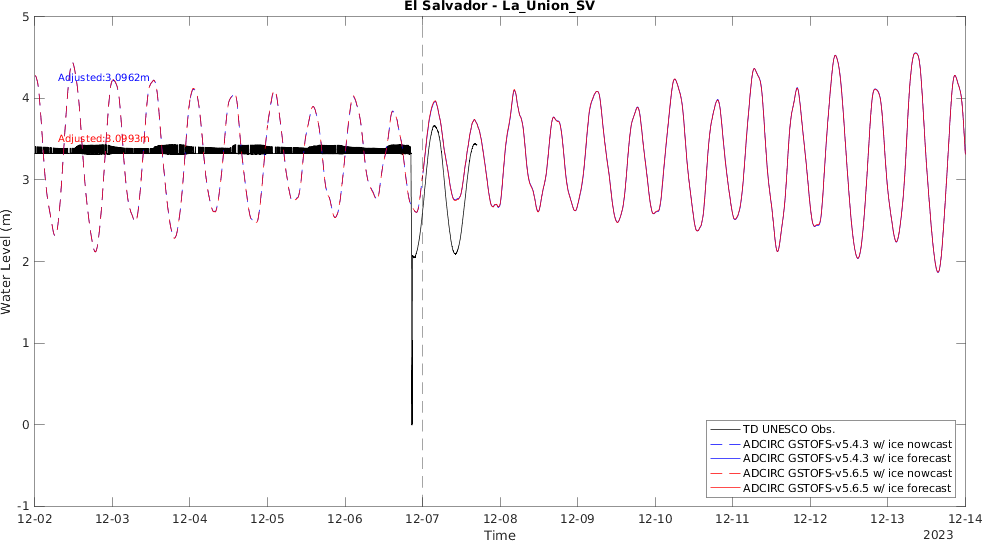 El Salvador - La_Union_SV
Water Level (m)
5
4
3
2
1
0
-1
Adjusted:3.0962m
Adjusted:3.0993m
TD UNESCO Obs.
ADCIRC GSTOFS-v5.4.3 w/ ice nowcast
ADCIRC GSTOFS-v5.4.3 w/ ice forecast
ADCIRC GSTOFS-v5.6.5 w/ ice nowcast
ADCIRC GSTOFS-v5.6.5 w/ ice forecast
12-02 12-03 12-04 12-05 12-06 12-07 12-08 12-09 12-10 12-11 12-12 12-13 12-14
Time
2023